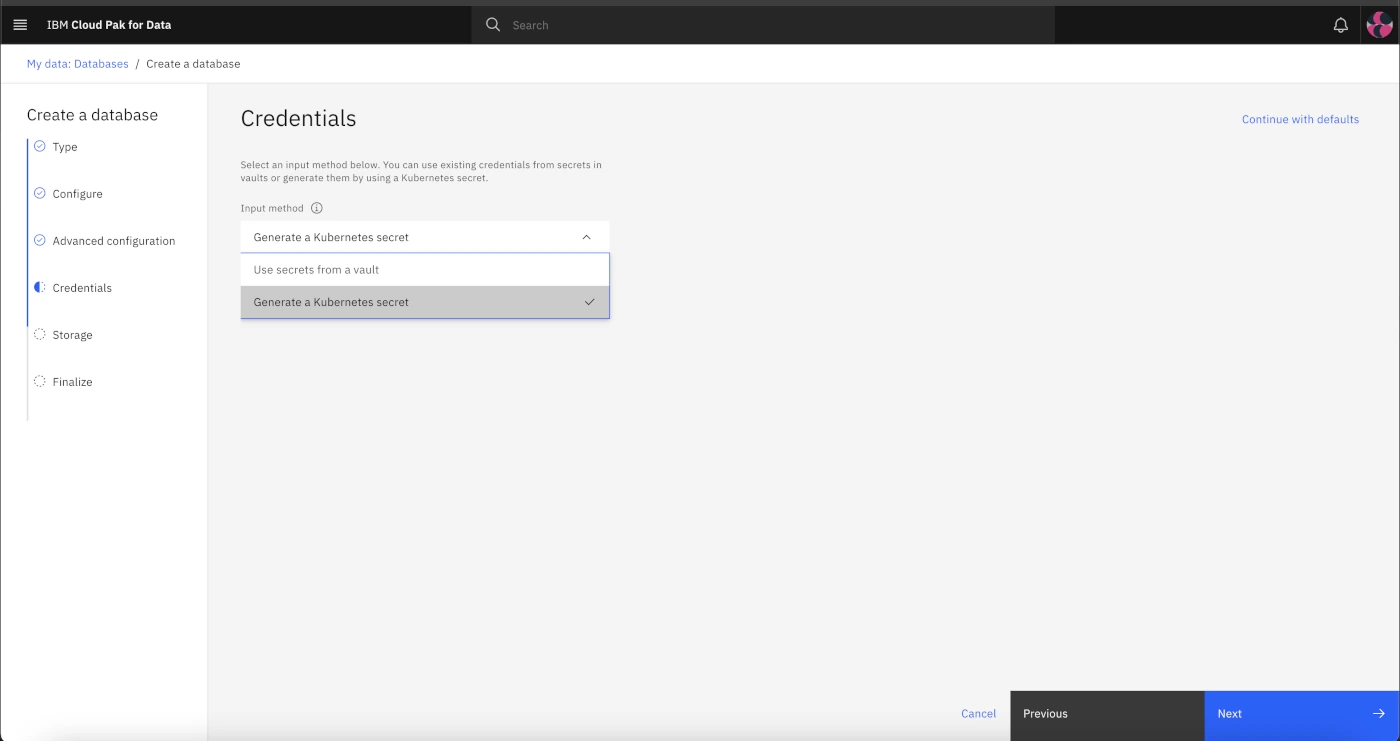 IBM Cloud Pak for Data
Search
My data: Databases / Create a database
Create a database
Type
Configure
Advanced configuration
Credentials
Storage
Finalize
Credentials
Continue with defaults
Select an input method below. You can use existing credentials from secrets in
vaults or generate them by using a Kubernetes secret.
Input method
Generate a Kubernetes secret
Use secrets from a vault
Generate a Kubernetes secret
Cancel
Previous
Next